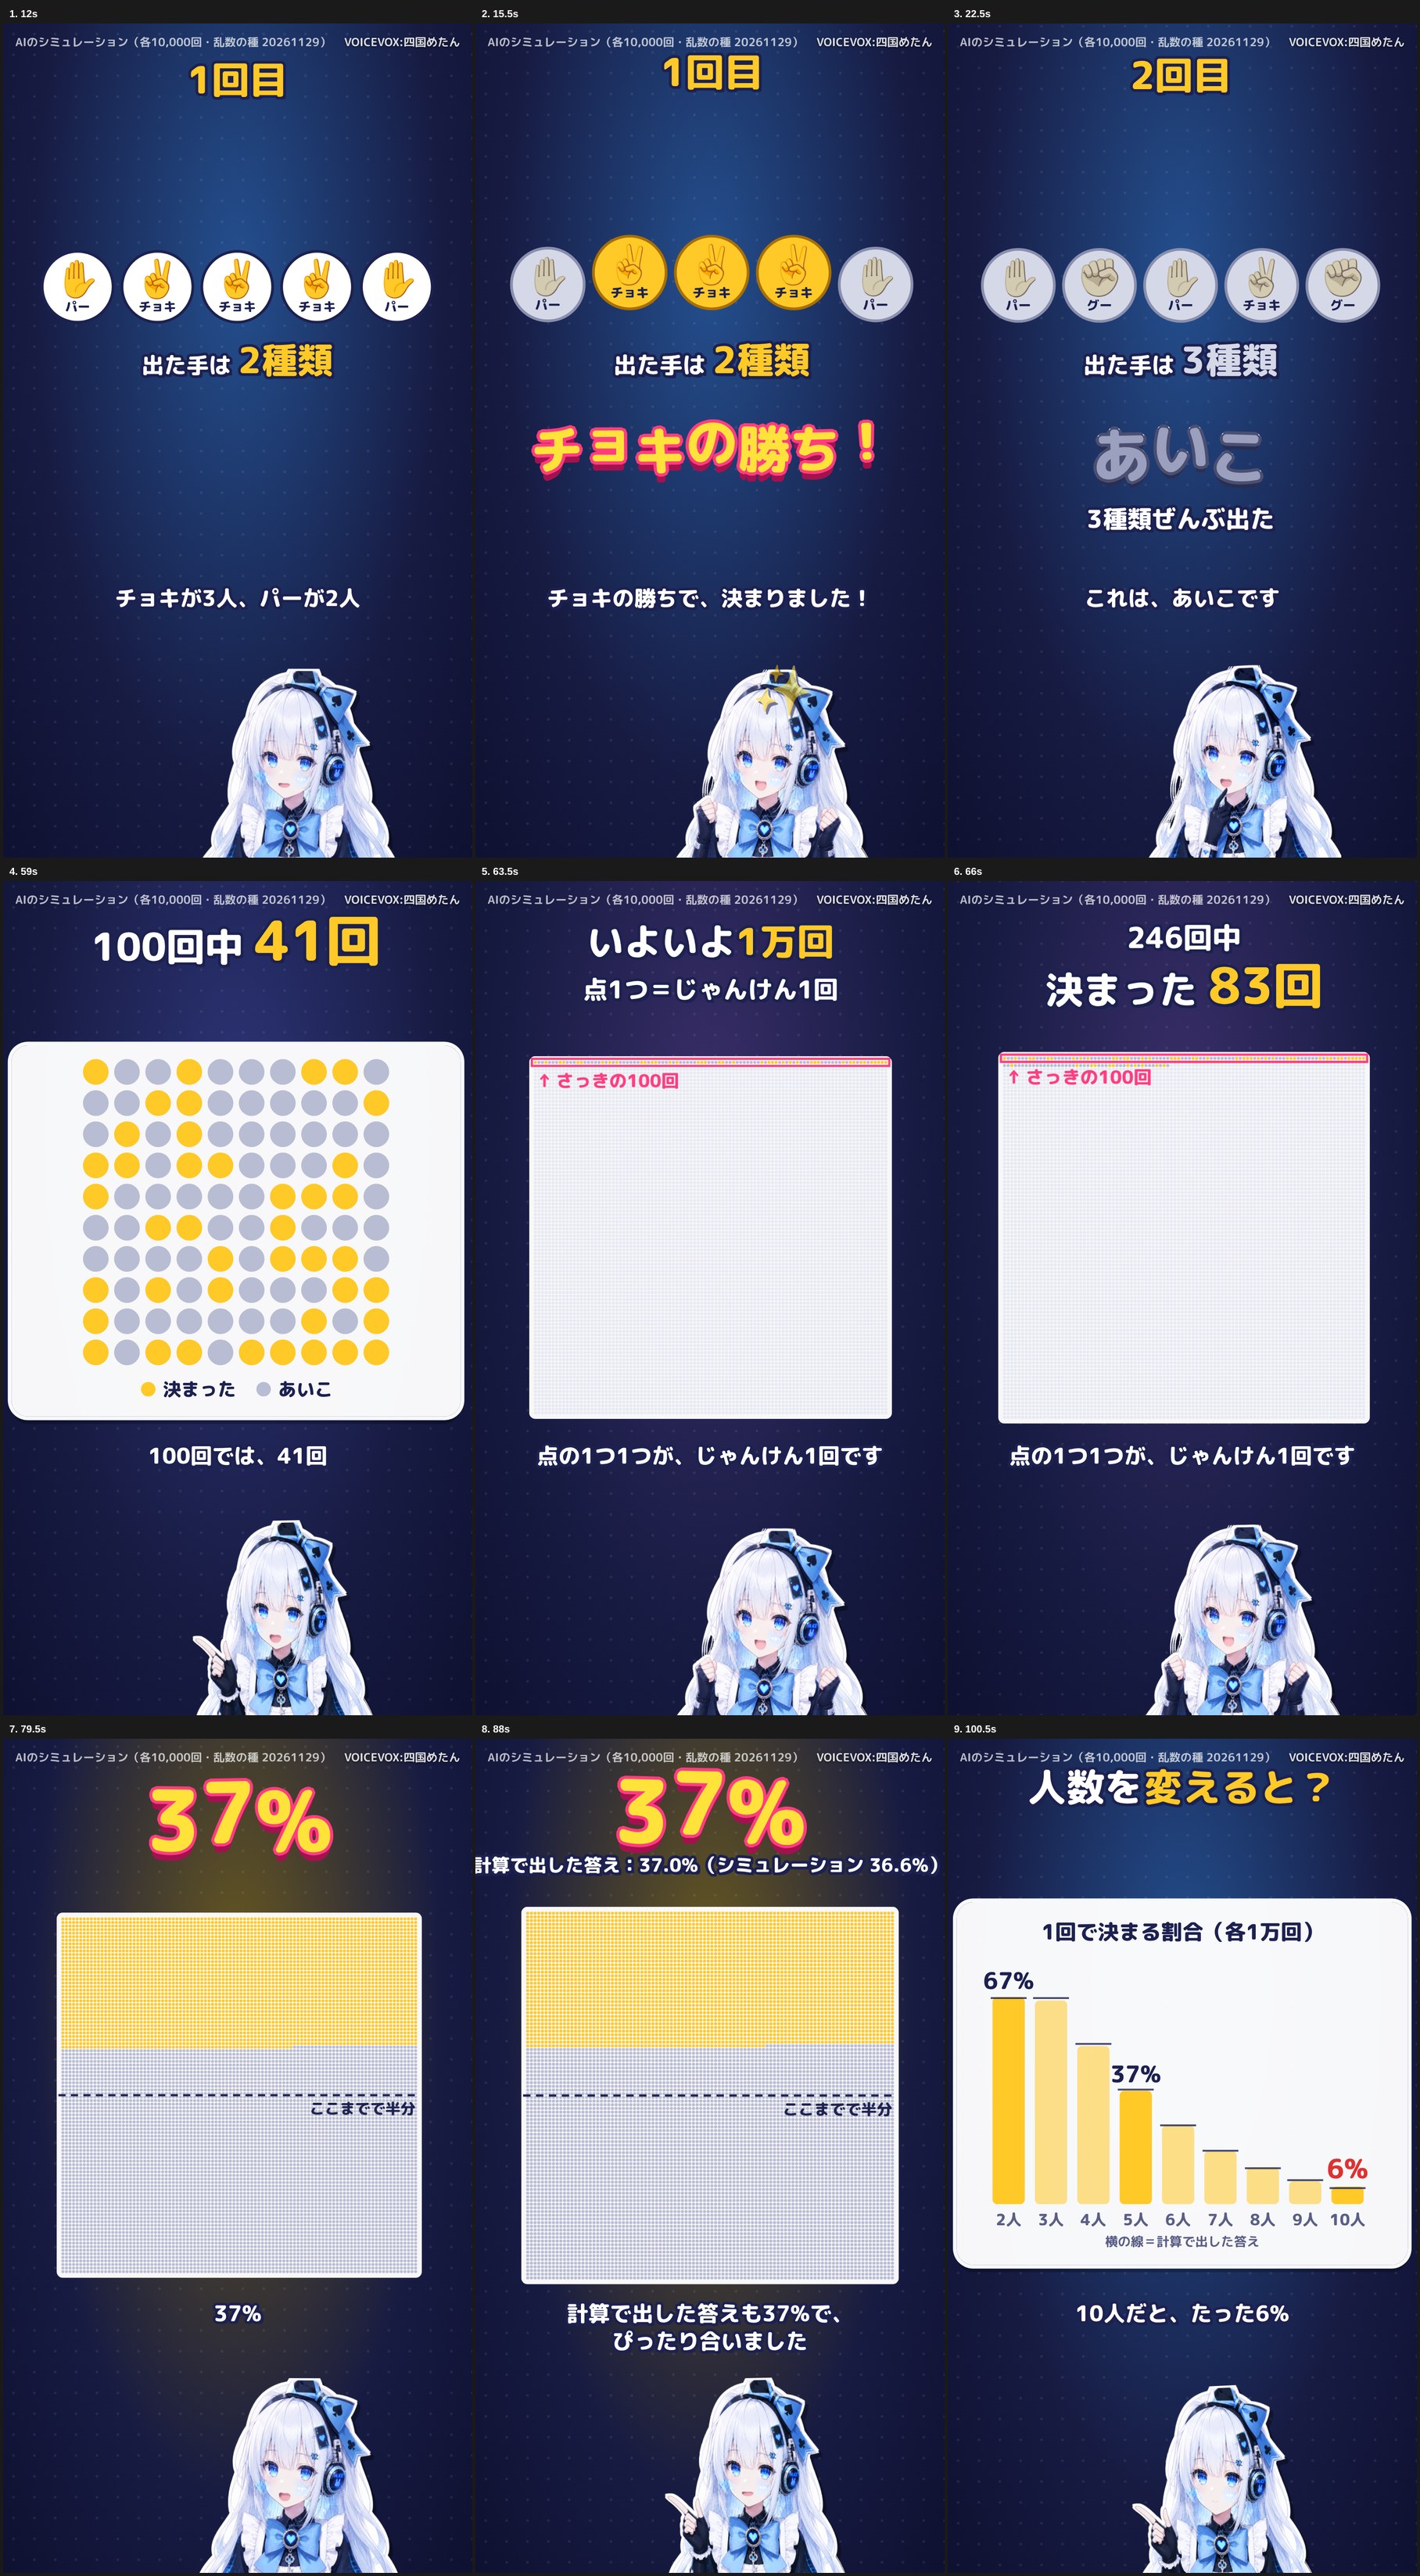 1. 12s
AIのシミュレーション（各10,000回・乱数の種 20261129） VOICEVOX:四国めたん
1回目
パー チョキ チョキ チョキ パー
出た手は 2種類
チョキが3人、パーが2人
2. 15.5s
AIのシミュレーション（各10,000回・乱数の種 20261129） VOICEVOX:四国めたん
1回目
パー チョキ チョキ チョキ パー
出た手は 2種類
チョキの勝ち！
チョキの勝ちで、決まりました！
3. 22.5s
AIのシミュレーション（各10,000回・乱数の種 20261129） VOICEVOX:四国めたん
2回目
パー グー パー チョキ グー
出た手は 3種類
あいこ
3種類ぜんぶ出た
これは、あいこです
4. 59s
AIのシミュレーション（各10,000回・乱数の種 20261129） VOICEVOX:四国めたん
100回中 41回
決まった あいこ
100回では、41回
5. 63.5s
AIのシミュレーション（各10,000回・乱数の種 20261129） VOICEVOX:四国めたん
いよいよ1万回
点1つ＝じゃんけん1回
↑ さっきの100回
点の1つ1つが、じゃんけん1回です
6. 66s
AIのシミュレーション（各10,000回・乱数の種 20261129） VOICEVOX:四国めたん
246回中
決まった 83回
↑ さっきの100回
点の1つ1つが、じゃんけん1回です
7. 79.5s
AIのシミュレーション（各10,000回・乱数の種 20261129） VOICEVOX:四国めたん
37%
ここまでで半分
37%
8. 88s
AIのシミュレーション（各10,000回・乱数の種 20261129） VOICEVOX:四国めたん
37%
計算で出した答え：37.0%（シミュレーション 36.6%）
ここまでで半分
計算で出した答えも37%で、
ぴったり合いました
9. 100.5s
AIのシミュレーション（各10,000回・乱数の種 20261129） VOICEVOX:四国めたん
人数を変えると？
1回で決まる割合（各1万回）
67%
37%
6%
2人 3人 4人 5人 6人 7人 8人 9人 10人
横の線＝計算で出した答え
10人だと、たった6%